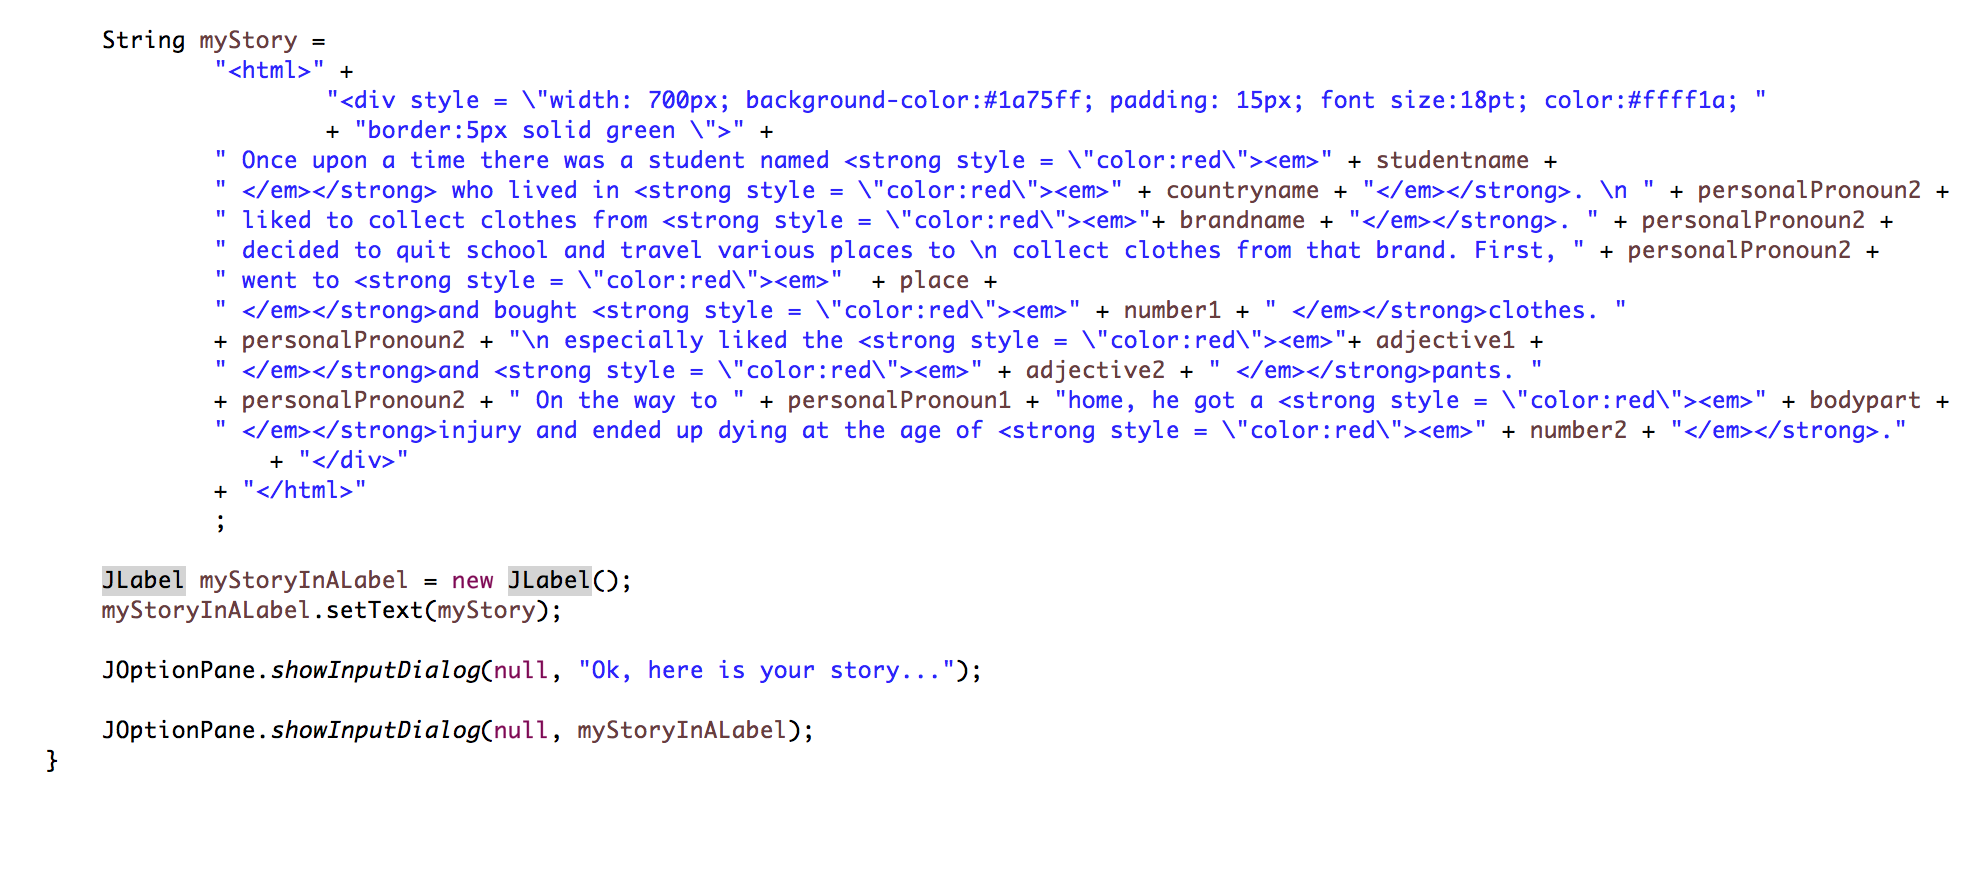 String myStory =
"<html>" +
"<div style = \"width: 700px; background-color:#1a75ff; padding: 15px; font size:18pt; color:#ffff1a; "
+ "border:5px solid green \">" +
" Once upon a time there was a student named <strong style = \"color:red\"><em>" + studentname +
" </em></strong> who lived in <strong style = \"color:red\"><em>" + countryname + "</em></strong>. \n " + personalPronoun2 +
" liked to collect clothes from <strong style = \"color:red\"><em>"+ brandname + "</em></strong>. " + personalPronoun2 +
" decided to quit school and travel various places to \n collect clothes from that brand. First, " + personalPronoun2 +
" went to <strong style = \"color:red\"><em>"  + place +
" </em></strong>and bought <strong style = \"color:red\"><em>" + number1 + " </em></strong>clothes. "
+ personalPronoun2 + "\n especially liked the <strong style = \"color:red\"><em>"+ adjective1 +
" </em></strong>and <strong style = \"color:red\"><em>" + adjective2 + " </em></strong>pants. "
+ personalPronoun2 + " On the way to " + personalPronoun1 + "home, he got a <strong style = \"color:red\"><em>" + bodypart +
" </em></strong>injury and ended up dying at the age of <strong style = \"color:red\"><em>" + number2 + "</em></strong>."
+ "</div>"
+ "</html>"
;
JLabel myStoryInALabel = new JLabel();
myStoryInALabel.setText(myStory);
JOptionPane.showInputDialog(null, "Ok, here is your story...");
JOptionPane.showInputDialog(null, myStoryInALabel);
}